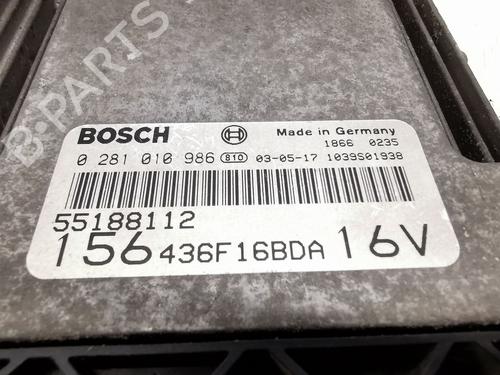 B-PARTS
BOSCH Made in Germany
1866 0235
0 281 010 986 810 03-05-17 1039S01938
55188112
156 436F16BDA 16V